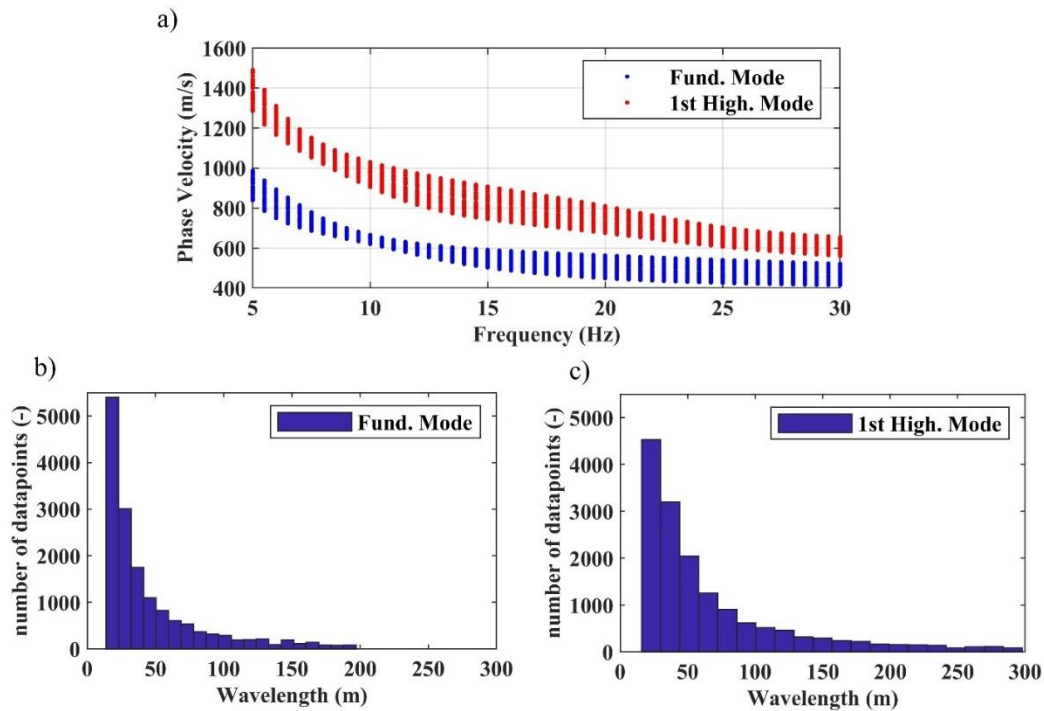 a)
1600
1400
1200
1000
800
600
400
Phase Velocity (m/s)
Fund. Mode
1st High. Mode
5 10 15 20 25 30
Frequency (Hz)
b)
5000
4000
3000
2000
1000
0
number of datapoints (-)
Fund. Mode
0 50 100 150 200 250 300
Wavelength (m)
c)
5000
4000
3000
2000
1000
0
number of datapoints (-)
1st High. Mode
0 50 100 150 200 250 300
Wavelength (m)